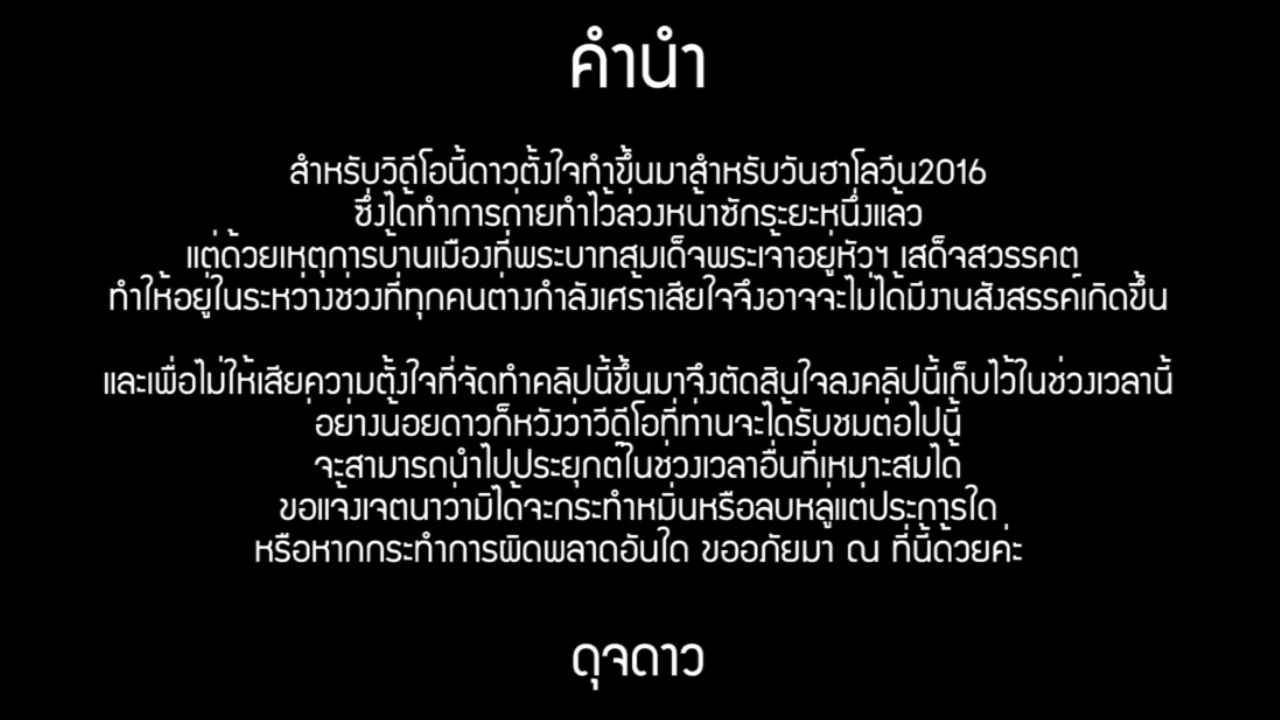 คำนำ
สำหรับวิดีโอนี้ดาวตั้งใจทำขึ้นมาสำหรับวันฮาโลวีน2016
ซึ่งได้ทำการถ่ายทำไว้ล่วงหน้าซักระยะหนึ่งแล้ว
แต่ด้วยเหตุการบ้านเมืองที่พระบาทสมเด็จพระเจ้าอยู่หัวฯ เสด็จสวรรคต
ทำให้อยู่ในระหว่างช่วงที่ทุกคนต่างกำลังเศร้าเสียใจจึงอาจจะไม่ได้มีงานสังสรรค์เกิดขึ้น
และเพื่อไม่ให้เสียความตั้งใจที่จัดทำคลิปนี้ขึ้นมาจึงตัดสินใจลงคลิปนี้เก็บไว้ในช่วงเวลานี้
อย่างน้อยดาวก็หวังว่าวีดีโอที่ท่านจะได้รับชมต่อไปนี้
จะสามารถนำไปประยุกต์ในช่วงเวลาอื่นที่เหมาะสมได้
ขอแจ้งเจตนาว่ามิได้จะกระทำหมิ่นหรือลบหลู่แต่ประการใด
หรือหากกระทำการผิดพลาดอันใด ขออภัยมา ณ ที่นี้ด้วยค่ะ
ดุจดาว